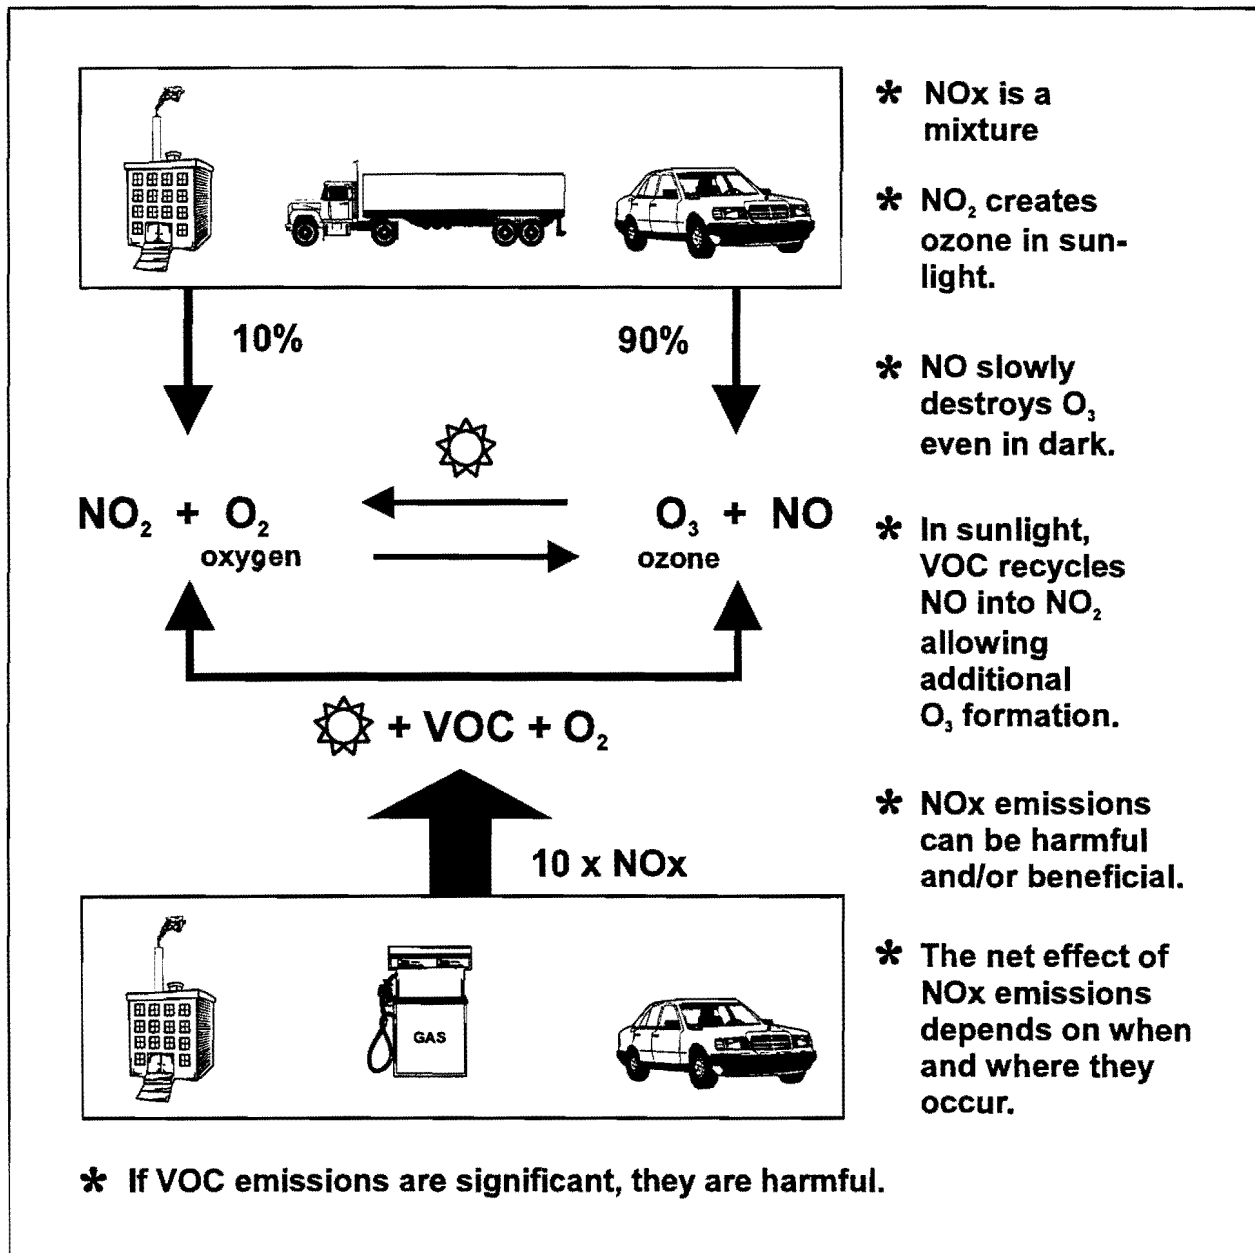 * NOx is a
mixture
* NO₂ creates
ozone in sun-
light.
10%
90%
* NO slowly
destroys O₃
even in dark.
NO₂ + O₂
oxygen
O₃ + NO
ozone
* In sunlight,
VOC recycles
NO into NO₂
allowing
additional
O₃ formation.
+ VOC + O₂
10 x NOx
* NOx emissions
can be harmful
and/or beneficial.
GAS
* The net effect of
NOx emissions
depends on when
and where they
occur.
* If VOC emissions are significant, they are harmful.